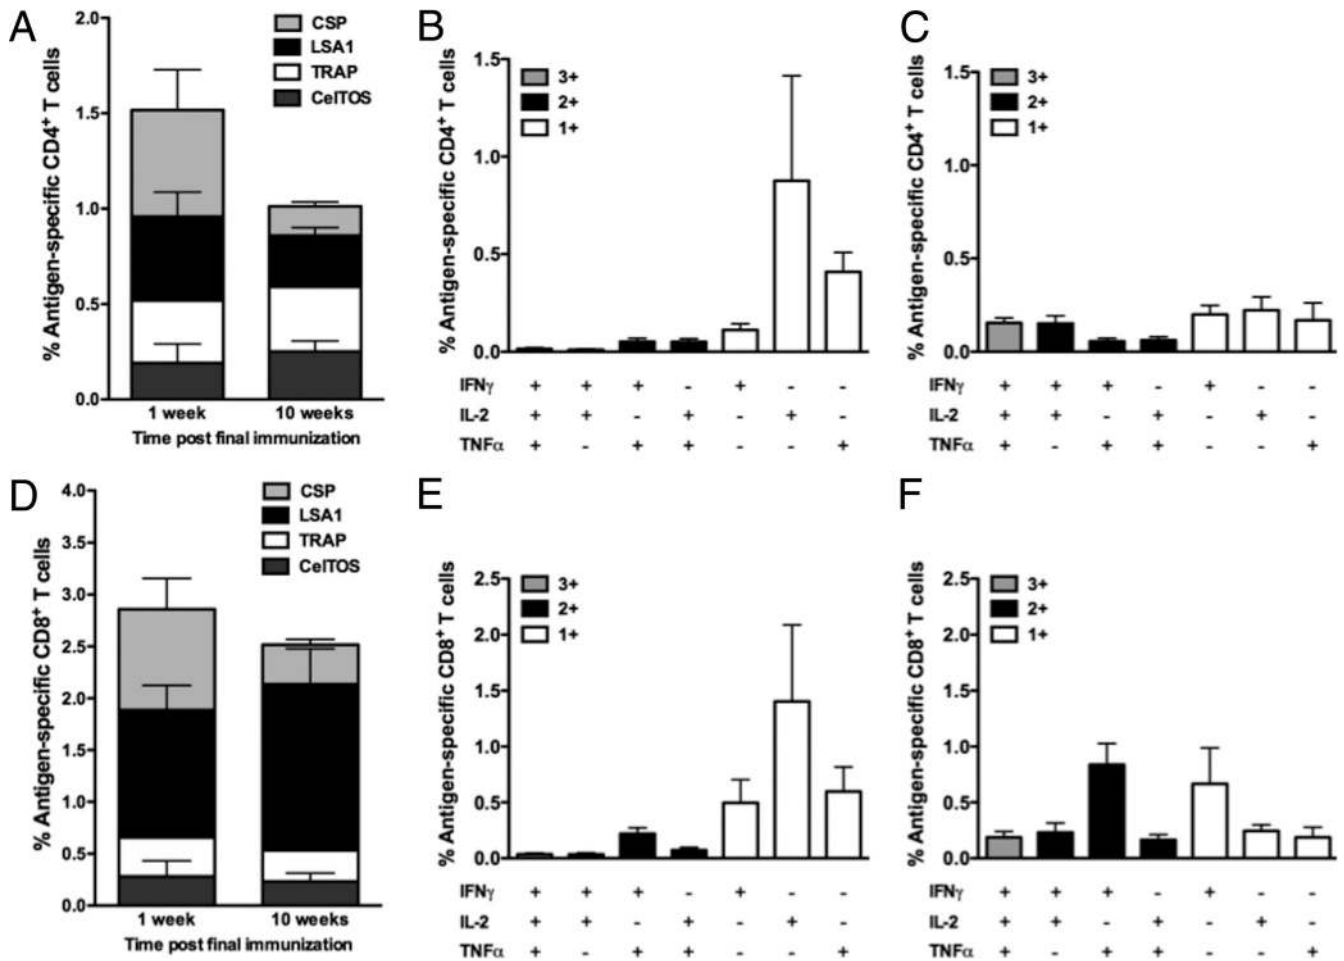 A
% Antigen-specific CD4⁺ T cells
2.0
1.5
1.0
0.5
0.0
CSP
LSA1
TRAP
CelTOS
1 week 10 weeks
Time post final immunization
B
% Antigen-specific CD4⁺ T cells
1.5
1.0
0.5
0.0
3+
2+
1+
IFNγ + + + - + - -
IL-2 + + - + - + -
TNFα + - + + - - +
C
% Antigen-specific CD4⁺ T cells
1.5
1.0
0.5
0.0
3+
2+
1+
IFNγ + + + - + - -
IL-2 + + - + - + -
TNFα + - + + - - +
D
% Antigen-specific CD8⁺ T cells
4.0
3.5
3.0
2.5
2.0
1.5
1.0
0.5
0.0
CSP
LSA1
TRAP
CelTOS
1 week 10 weeks
Time post final immunization
E
% Antigen-specific CD8⁺ T cells
2.5
2.0
1.5
1.0
0.5
0.0
3+
2+
1+
IFNγ + + + - + - -
IL-2 + + - + - + -
TNFα + - + + - - +
F
% Antigen-specific CD8⁺ T cells
2.5
2.0
1.5
1.0
0.5
0.0
3+
2+
1+
IFNγ + + + - + - -
IL-2 + + - + - + -
TNFα + - + + - - +